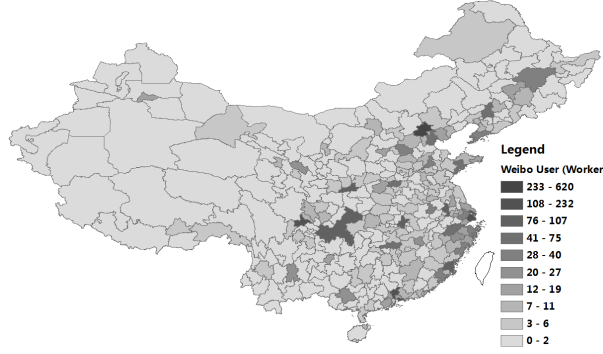 Legend
Weibo User (Worker
233 - 620
108 - 232
76 - 107
41 - 75
28 - 40
20 - 27
12 - 19
7 - 11
3 - 6
0 - 2